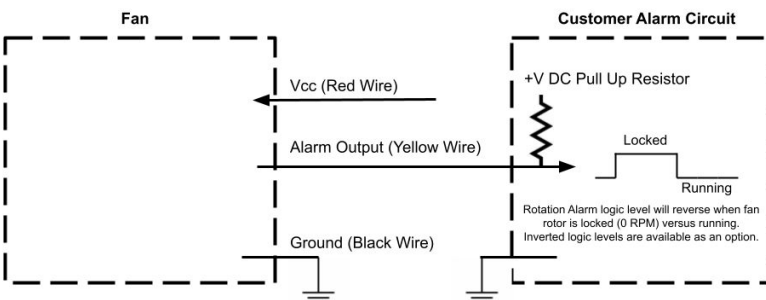 Fan
Customer Alarm Circuit
Vcc (Red Wire)
+V DC Pull Up Resistor
Alarm Output (Yellow Wire)
Locked
Running
Rotation Alarm logic level will reverse when fan
rotor is locked (0 RPM) versus running.
Inverted logic levels are available as an option.
Ground (Black Wire)